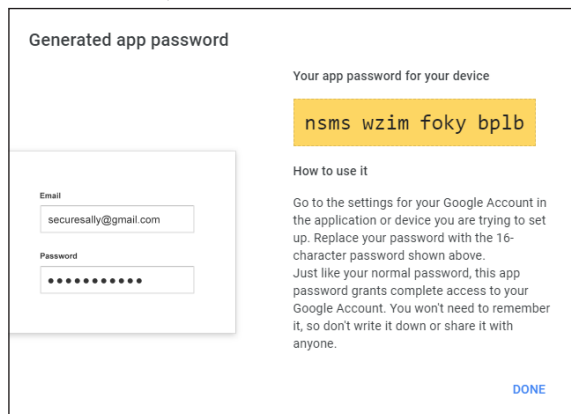 Generated app password
Your app password for your device
nsms wzim foky bplb
How to use it
Go to the settings for your Google Account in
the application or device you are trying to set
up. Replace your password with the 16-
character password shown above.
Just like your normal password, this app
password grants complete access to your
Google Account. You won't need to remember
it, so don't write it down or share it with
anyone.
Email
securesally@gmail.com
Password
●●●●●●●●●●●
DONE